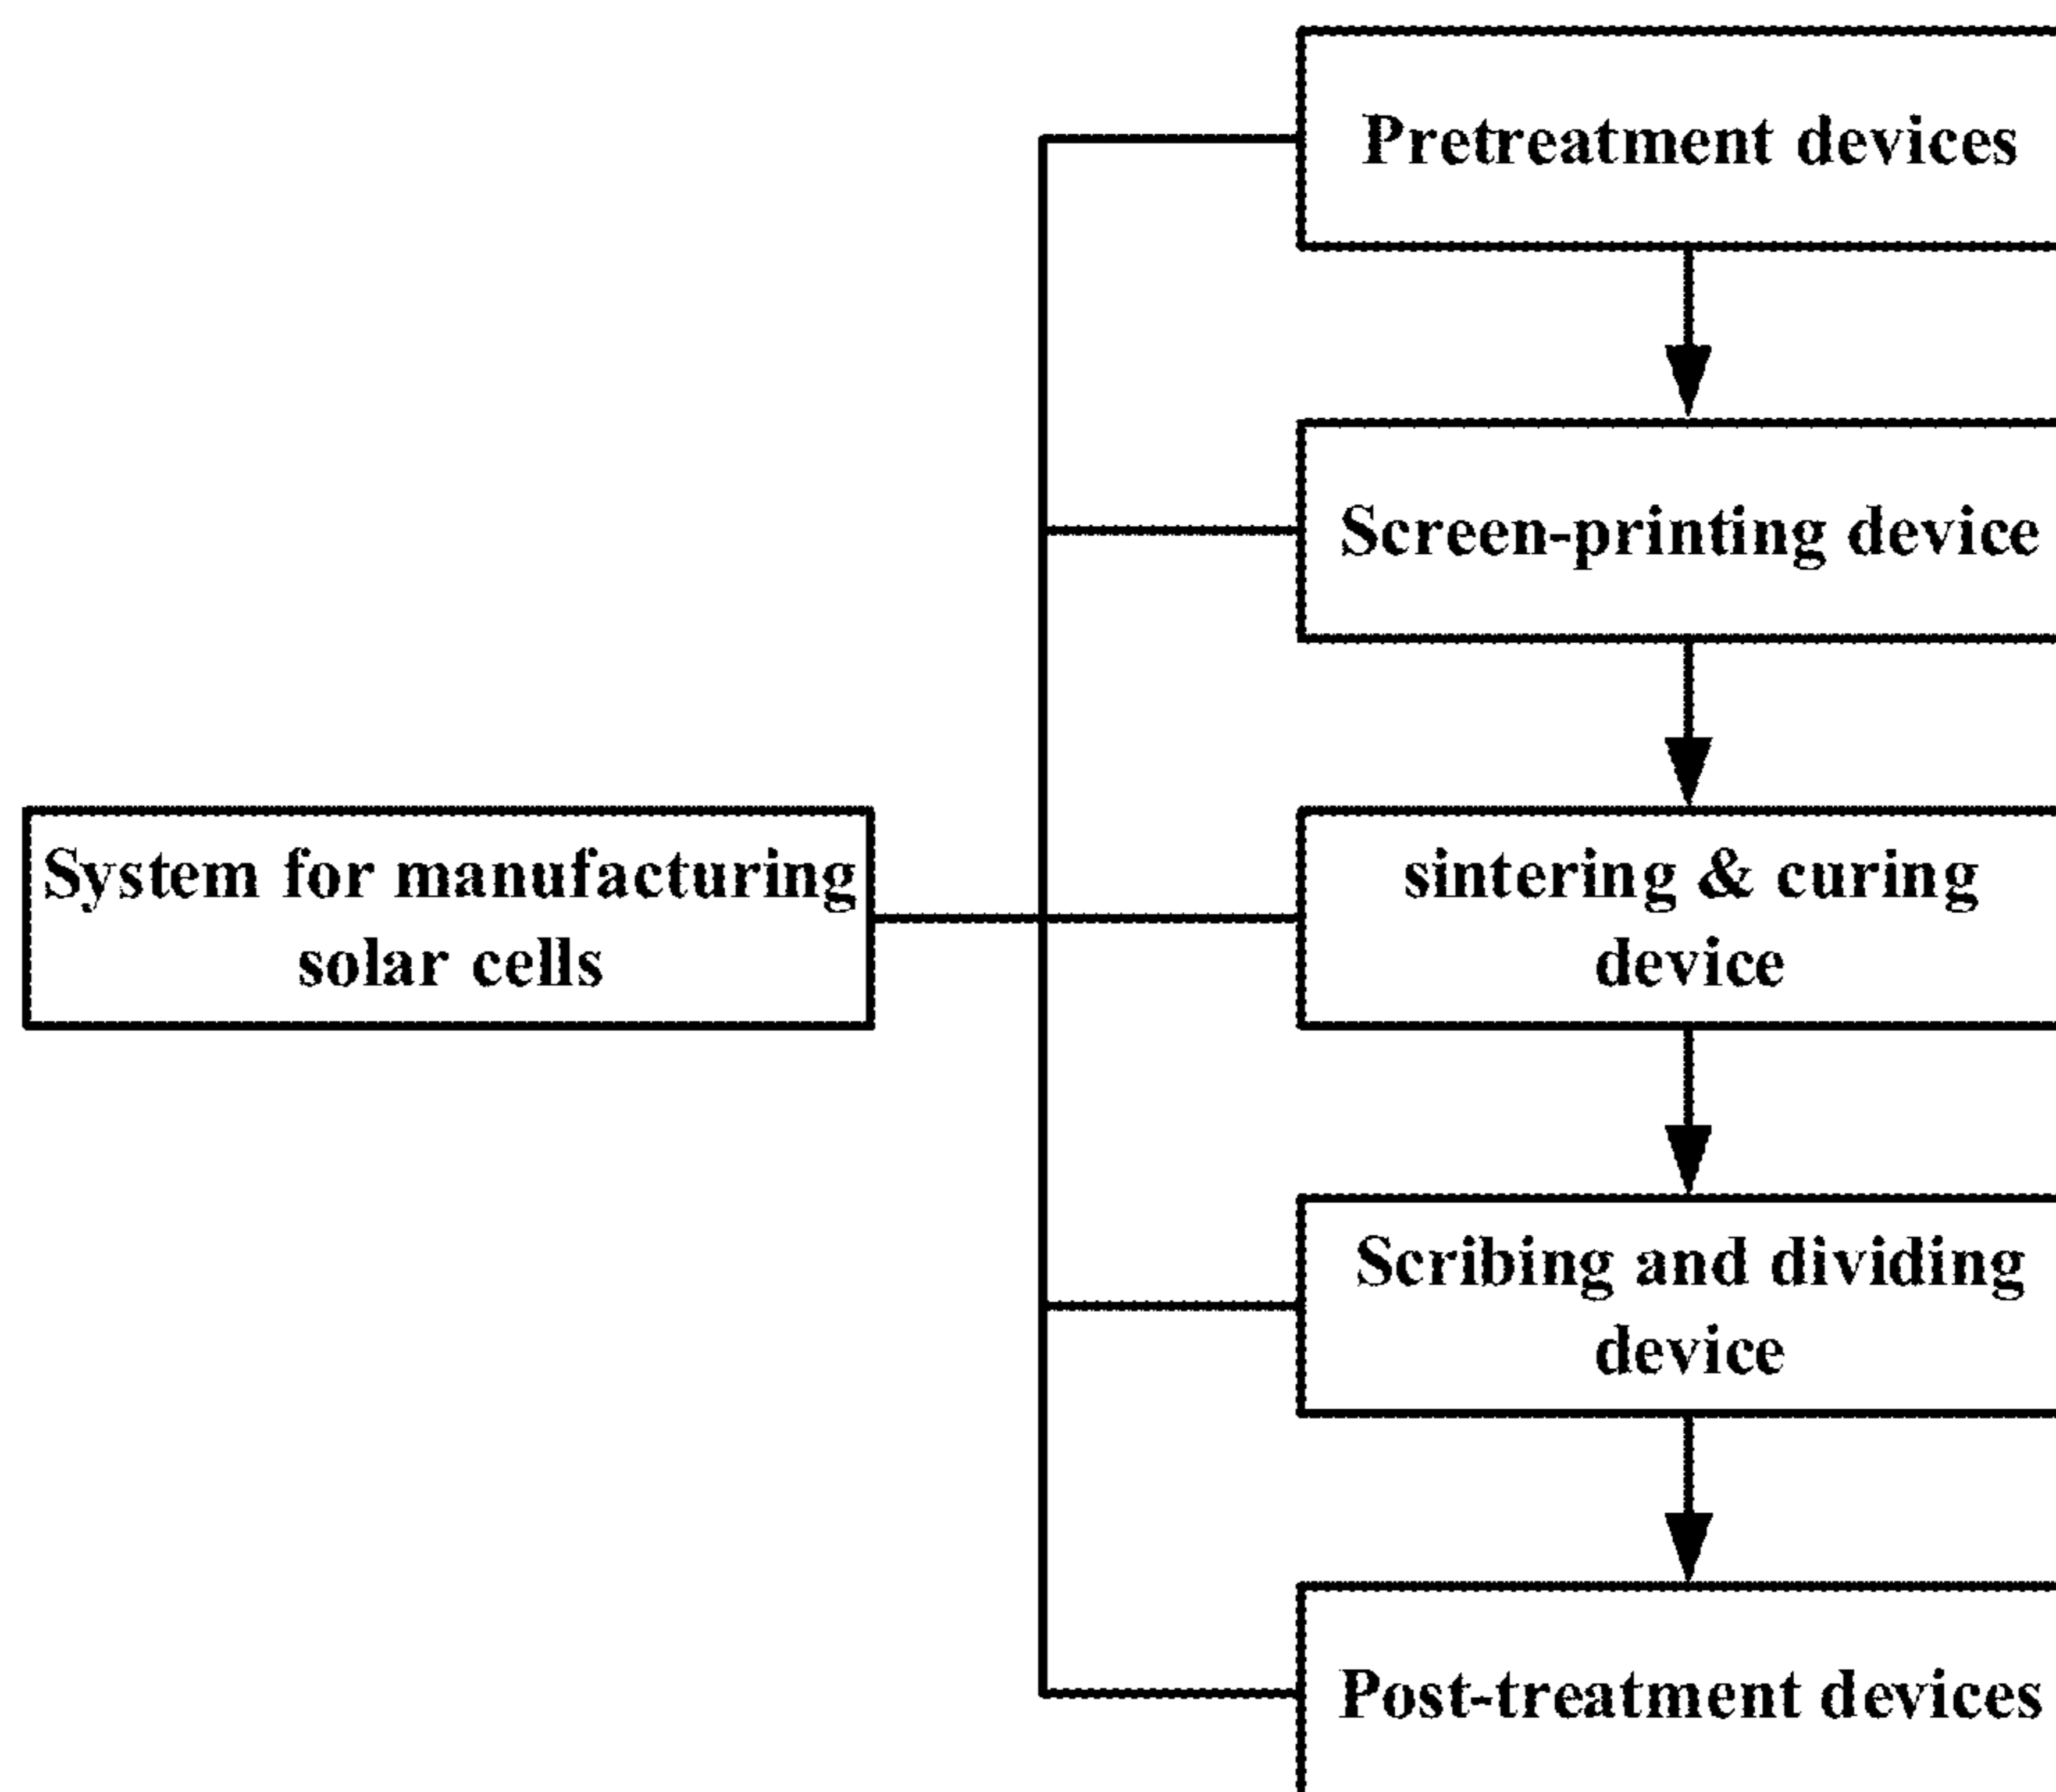 Pretreatment devices
Screen-printing device
System for manufacturing
solar cells
sintering & curing
device
Scribing and dividing
device
Post-treatment devices